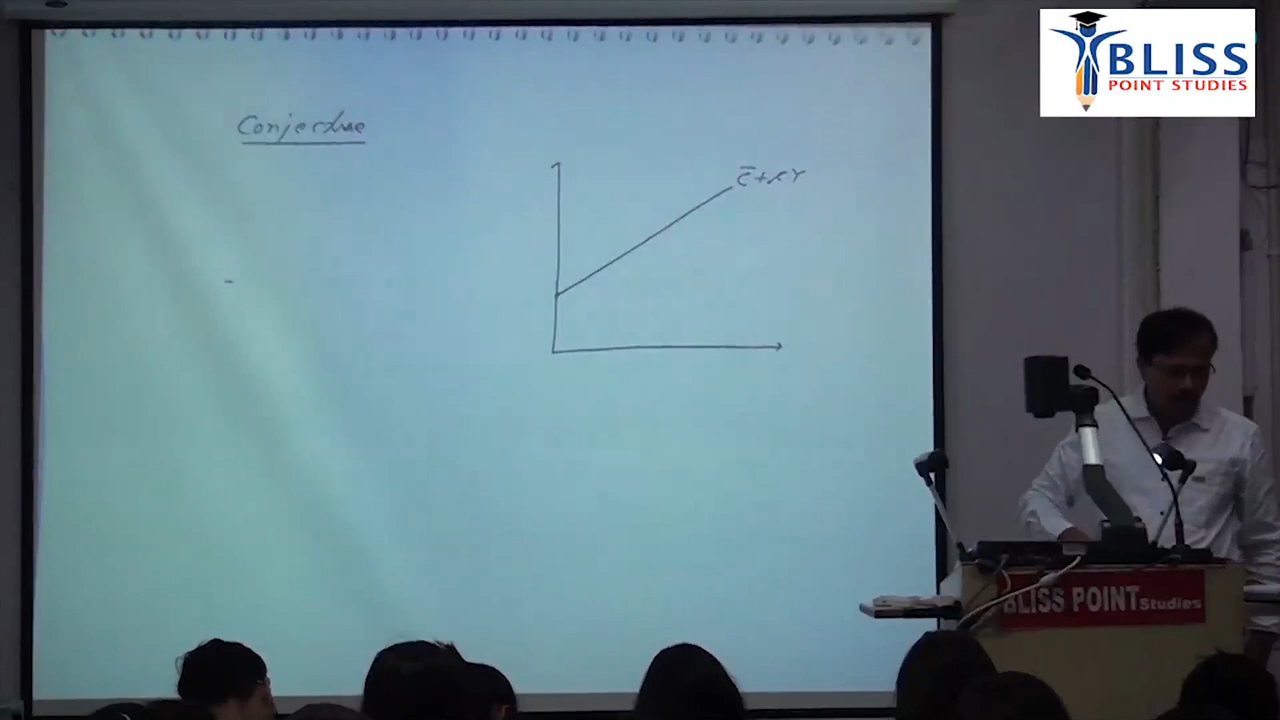 BLISS
POINT STUDIES
Conjecture
C̅+cY
BLISS POINT Studies